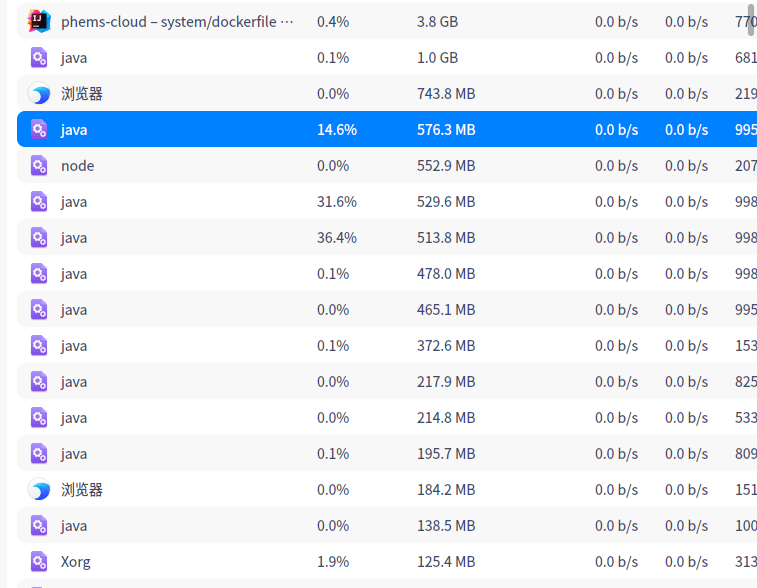 phems-cloud – system/dockerfile ··· 0.4% 3.8 GB 0.0 b/s 0.0 b/s 770
java 0.1% 1.0 GB 0.0 b/s 0.0 b/s 681
浏览器 0.0% 743.8 MB 0.0 b/s 0.0 b/s 219
java 14.6% 576.3 MB 0.0 b/s 0.0 b/s 995
node 0.0% 552.9 MB 0.0 b/s 0.0 b/s 207
java 31.6% 529.6 MB 0.0 b/s 0.0 b/s 998
java 36.4% 513.8 MB 0.0 b/s 0.0 b/s 998
java 0.1% 478.0 MB 0.0 b/s 0.0 b/s 998
java 0.0% 465.1 MB 0.0 b/s 0.0 b/s 995
java 0.1% 372.6 MB 0.0 b/s 0.0 b/s 153
java 0.0% 217.9 MB 0.0 b/s 0.0 b/s 825
java 0.0% 214.8 MB 0.0 b/s 0.0 b/s 533
java 0.1% 195.7 MB 0.0 b/s 0.0 b/s 809
浏览器 0.0% 184.2 MB 0.0 b/s 0.0 b/s 151
java 0.0% 138.5 MB 0.0 b/s 0.0 b/s 100
Xorg 1.9% 125.4 MB 0.0 b/s 0.0 b/s 313